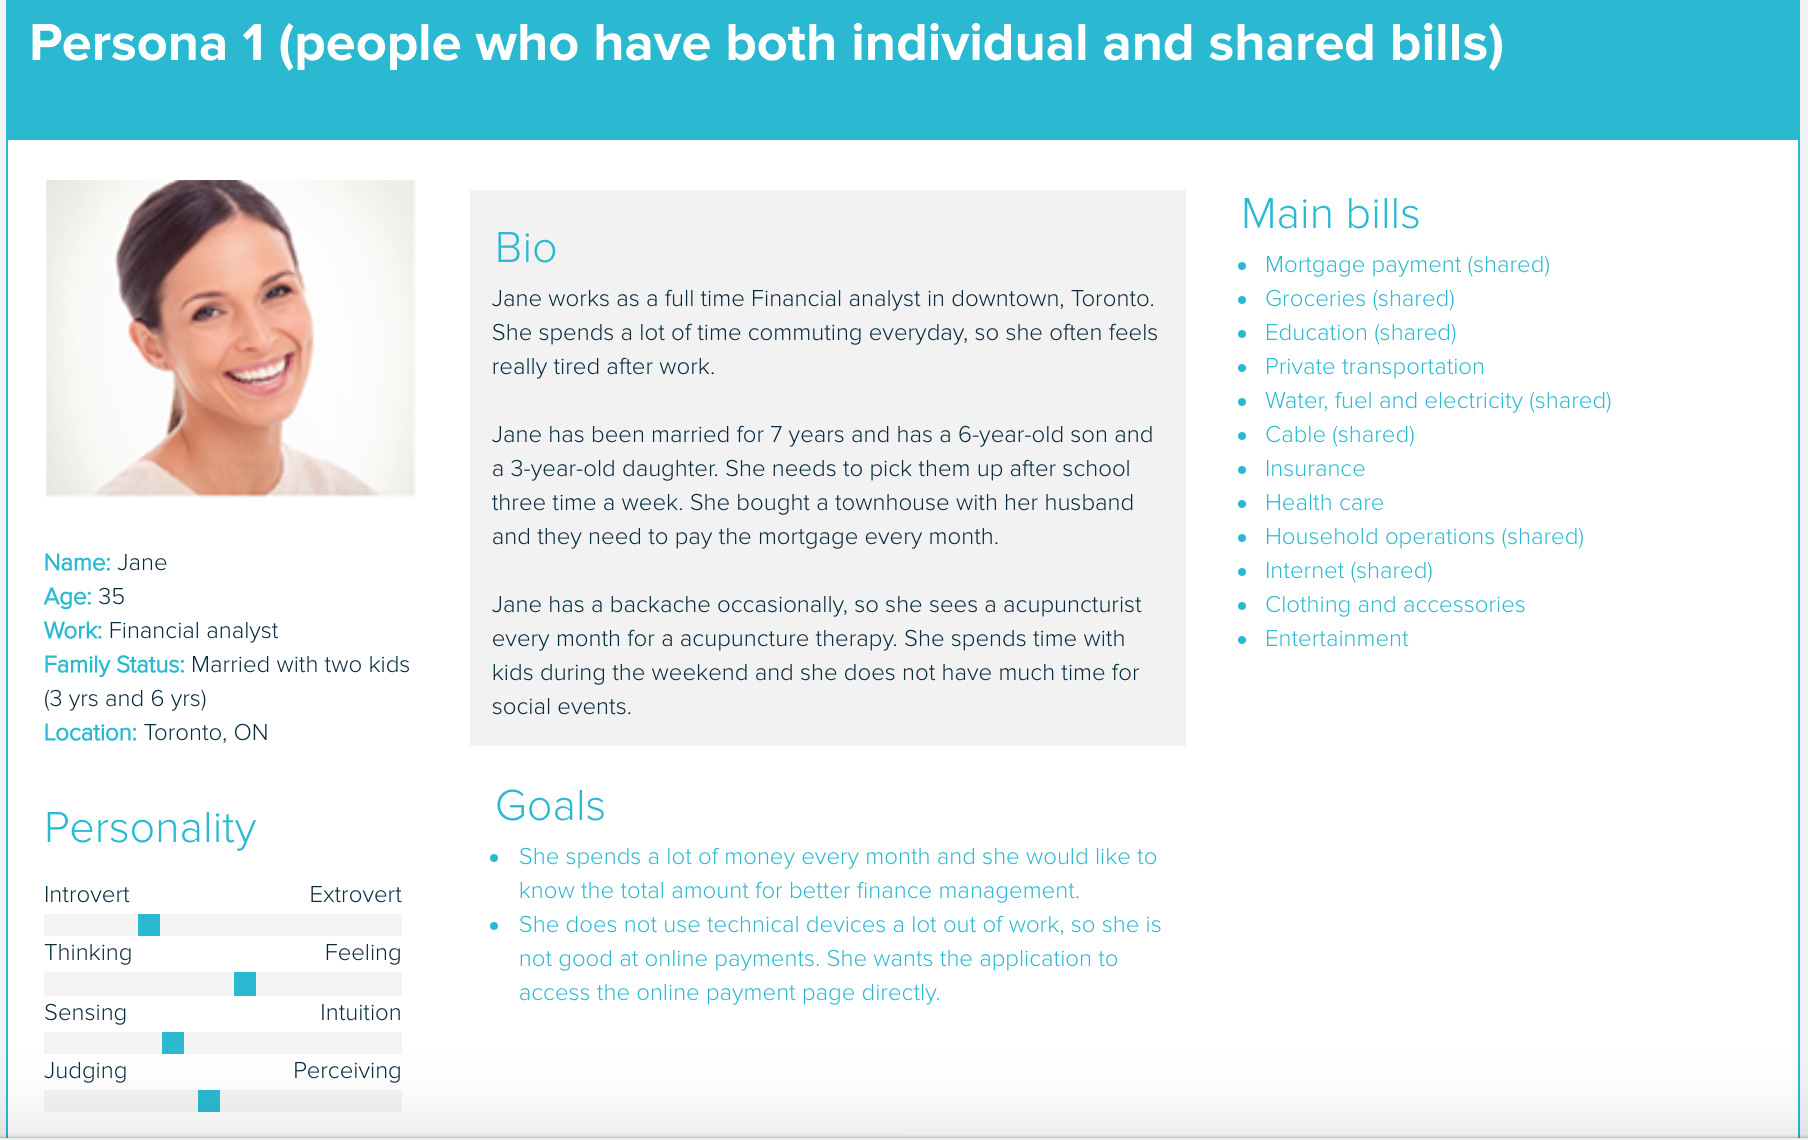 Persona 1 (people who have both individual and shared bills)
Name: Jane
Age: 35
Work: Financial analyst
Family Status: Married with two kids
(3 yrs and 6 yrs)
Location: Toronto, ON
Personality
Introvert Extrovert
Thinking Feeling
Sensing Intuition
Judging Perceiving
Bio
Jane works as a full time Financial analyst in downtown, Toronto.
She spends a lot of time commuting everyday, so she often feels
really tired after work.
Jane has been married for 7 years and has a 6-year-old son and
a 3-year-old daughter. She needs to pick them up after school
three time a week. She bought a townhouse with her husband
and they need to pay the mortgage every month.
Jane has a backache occasionally, so she sees a acupuncturist
every month for a acupuncture therapy. She spends time with
kids during the weekend and she does not have much time for
social events.
Goals
• She spends a lot of money every month and she would like to
know the total amount for better finance management.
• She does not use technical devices a lot out of work, so she is
not good at online payments. She wants the application to
access the online payment page directly.
Main bills
• Mortgage payment (shared)
• Groceries (shared)
• Education (shared)
• Private transportation
• Water, fuel and electricity (shared)
• Cable (shared)
• Insurance
• Health care
• Household operations (shared)
• Internet (shared)
• Clothing and accessories
• Entertainment